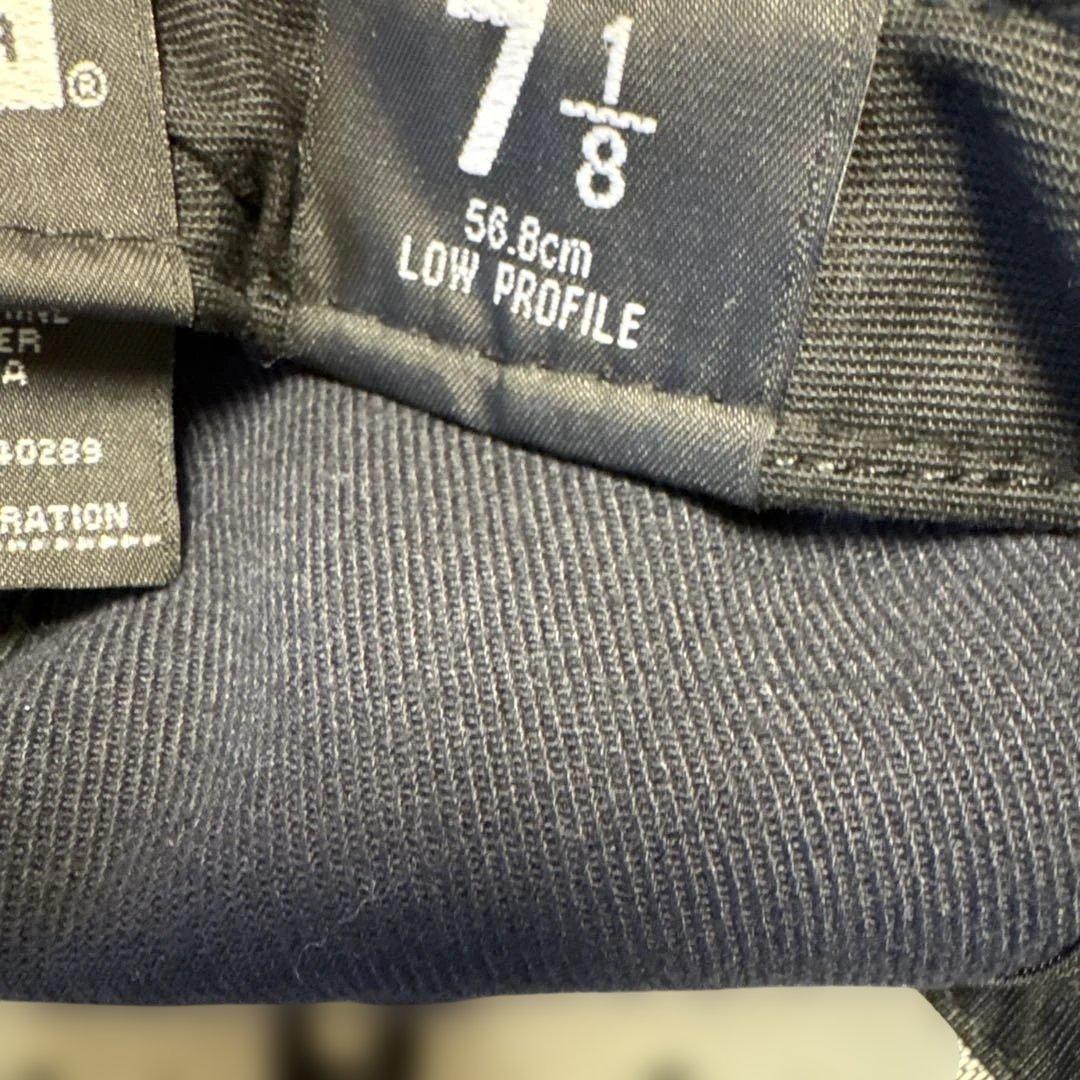 ®
7 1/8
56.8cm
LOW PROFILE
ER
A
40289
RATION